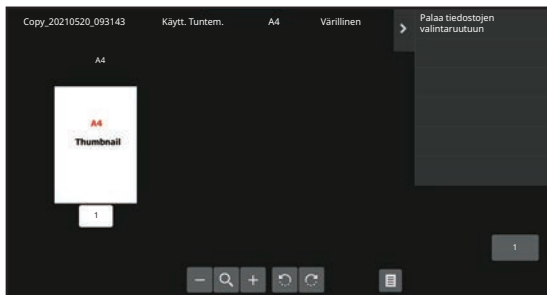 Copy_20210520_093143 Käytt. Tuntem. A4 Värillinen
Palaa tiedostojen
valintaruutuun
A4
A4
Thumbnail
1
1